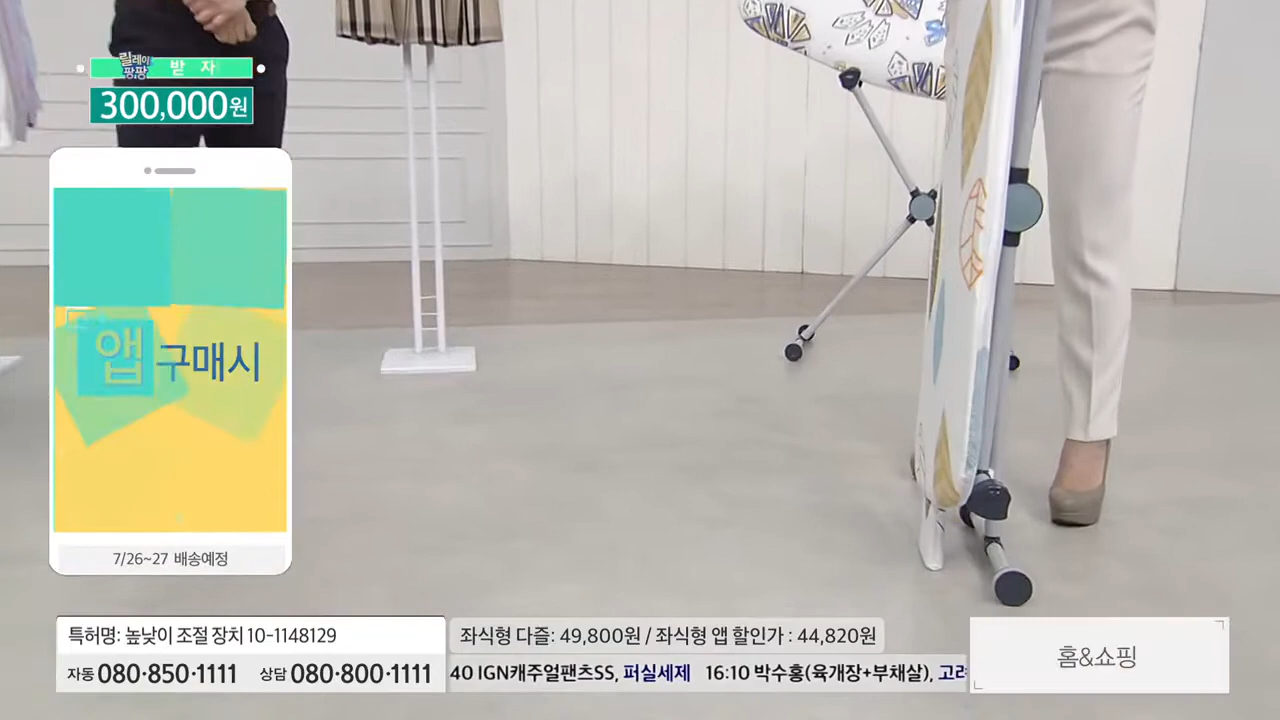 릴레이
팡팡
받자
300,000원
앱 구매시
7/26~27 배송예정
특허명: 높낮이 조절 장치 10-1148129
좌식형 다즐: 49,800원 / 좌식형 앱 할인가 : 44,820원
자동 080·850·1111 상담 080·800·1111
40 IGN캐주얼팬츠SS, 퍼실세제 16:10 박수홍(육개장+부채살), 고려
홈&쇼핑